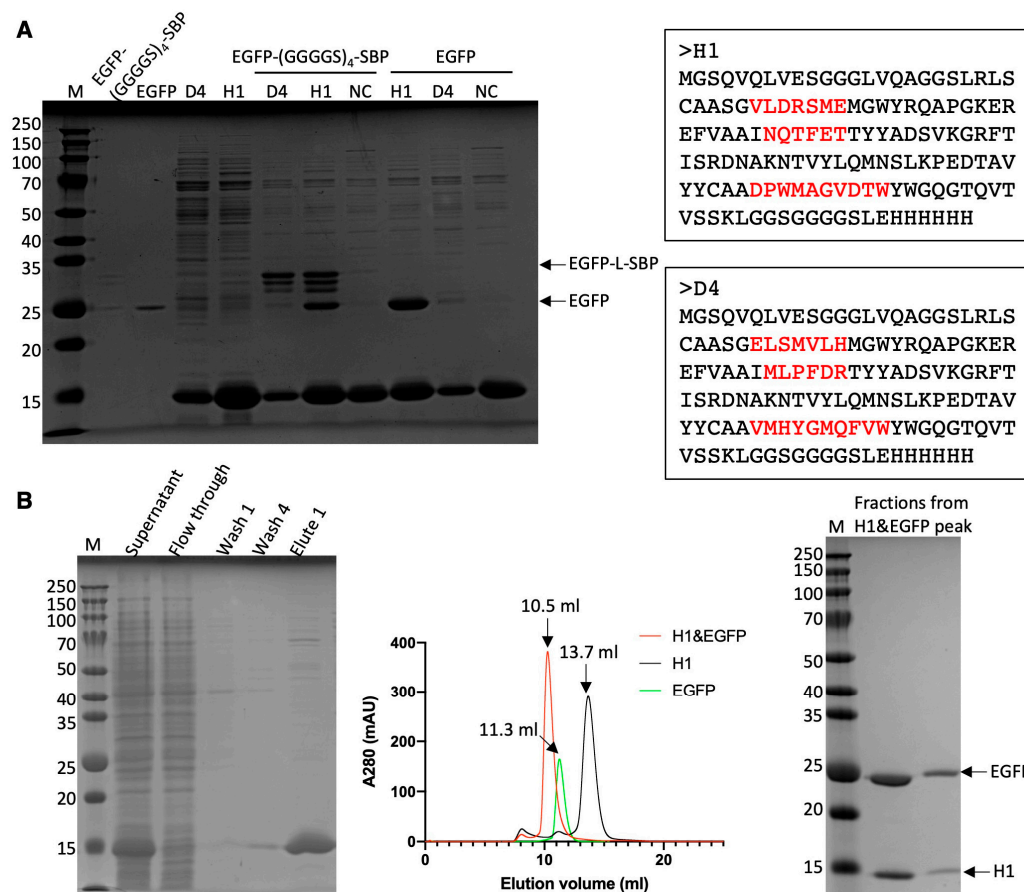 A
EGFP-
(GGGGS)4-SBP
EGFP-(GGGGS)4-SBP
EGFP
M
EGFP
D4
H1
D4
H1
NC
H1
D4
NC
250
150
100
70
50
40
35
25
20
15
EGFP-L-SBP
EGFP
>H1
MGSQVQLVESGGGLVQAGGSLRLS
CAASGVLDRSMEMGWYRQAPGKER
EFVAAINQTFETTYYADSVKGRFT
ISRDNAKNTVYLQMNSLKPEDTAV
YYCAADPWMAGVDTWYWGQGTQVT
VSSKLGGSGGGGSLEHHHHHH
>D4
MGSQVQLVESGGGLVQAGGSLRLS
CAASGELSMVLHMGWYRQAPGKER
EFVAAIMLPFDRTYYADSVKGRFT
ISRDNAKNTVYLQMNSLKPEDTAV
YYCAAVMHYGMQFVWYWGQGTQVT
VSSKLGGSGGGGSLEHHHHHH
B
M
Supernatant
Flow through
Wash 1
Wash 4
Elute 1
250
150
100
70
50
40
35
25
20
15
10.5 ml
13.7 ml
11.3 ml
H1&EGFP
H1
EGFP
400
300
200
100
0
A280 (mAU)
0
10
20
Elution volume (ml)
Fractions from
M H1&EGFP peak
250
150
100
70
50
40
35
25
20
15
EGFP
H1